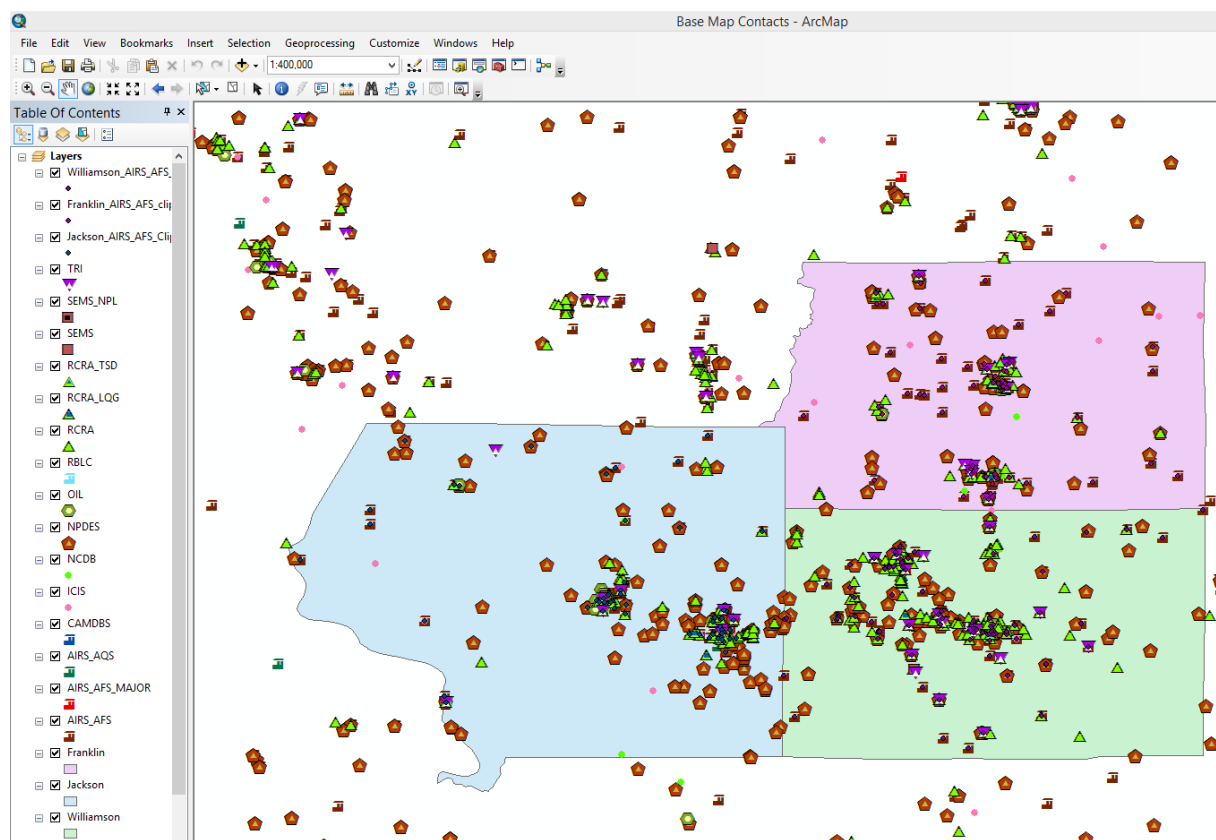 Base Map Contacts - ArcMap
File Edit View Bookmarks Insert Selection Geoprocessing Customize Windows Help
1:400,000
Table Of Contents
Layers
Williamson_AIRS_AFS_
Franklin_AIRS_AFS_clip
Jackson_AIRS_AFS_Clip
TRI
SEMS_NPL
SEMS
RCRA_TSD
RCRA_LQG
RCRA
RBLC
OIL
NPDES
NCDB
ICIS
CAMDBS
AIRS_AQS
AIRS_AFS_MAJOR
AIRS_AFS
Franklin
Jackson
Williamson